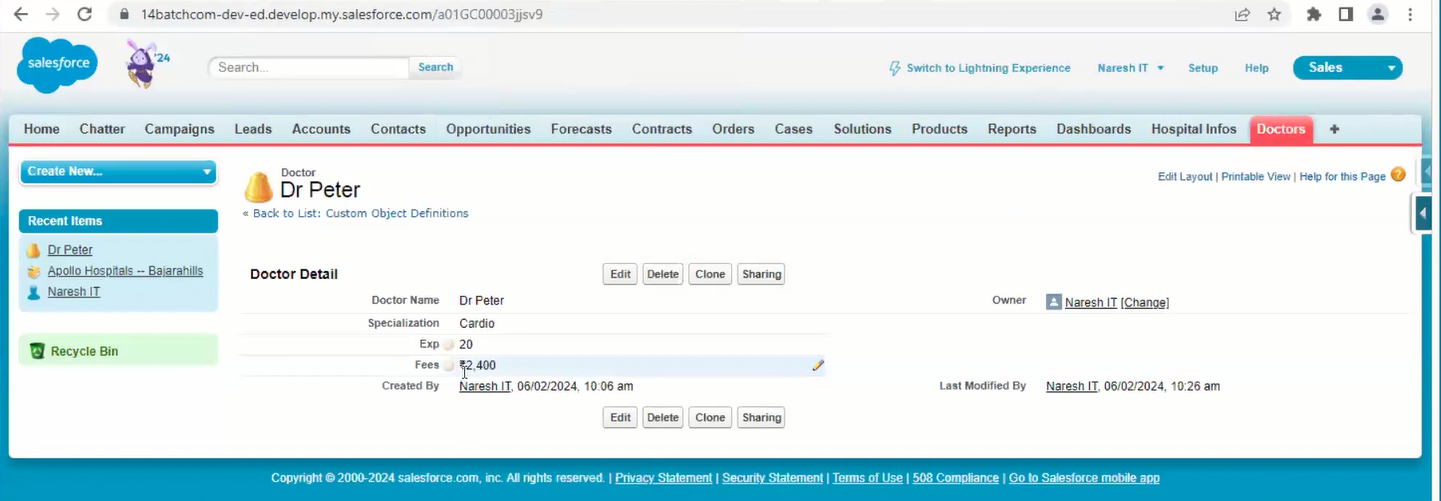 14batchcom-dev-ed.develop.my.salesforce.com/a01GC00003jjsv9
salesforce
'24
Search...
Search
Switch to Lightning Experience
Naresh IT
Setup
Help
Sales
Home Chatter Campaigns Leads Accounts Contacts Opportunities Forecasts Contracts Orders Cases Solutions Products Reports Dashboards Hospital Infos Doctors +
Create New...
Recent Items
Dr Peter
Apollo Hospitals -- Bajarahills
Naresh IT
Recycle Bin
Doctor
Dr Peter
« Back to List: Custom Object Definitions
Edit Layout | Printable View | Help for this Page ?
Doctor Detail
Edit Delete Clone Sharing
Doctor Name Dr Peter
Owner Naresh IT [Change]
Specialization Cardio
Exp 20
Fees ₹2,400
Created By Naresh IT, 06/02/2024, 10:06 am
Last Modified By Naresh IT, 06/02/2024, 10:26 am
Edit Delete Clone Sharing
Copyright © 2000-2024 salesforce.com, inc. All rights reserved. | Privacy Statement | Security Statement | Terms of Use | 508 Compliance | Go to Salesforce mobile app